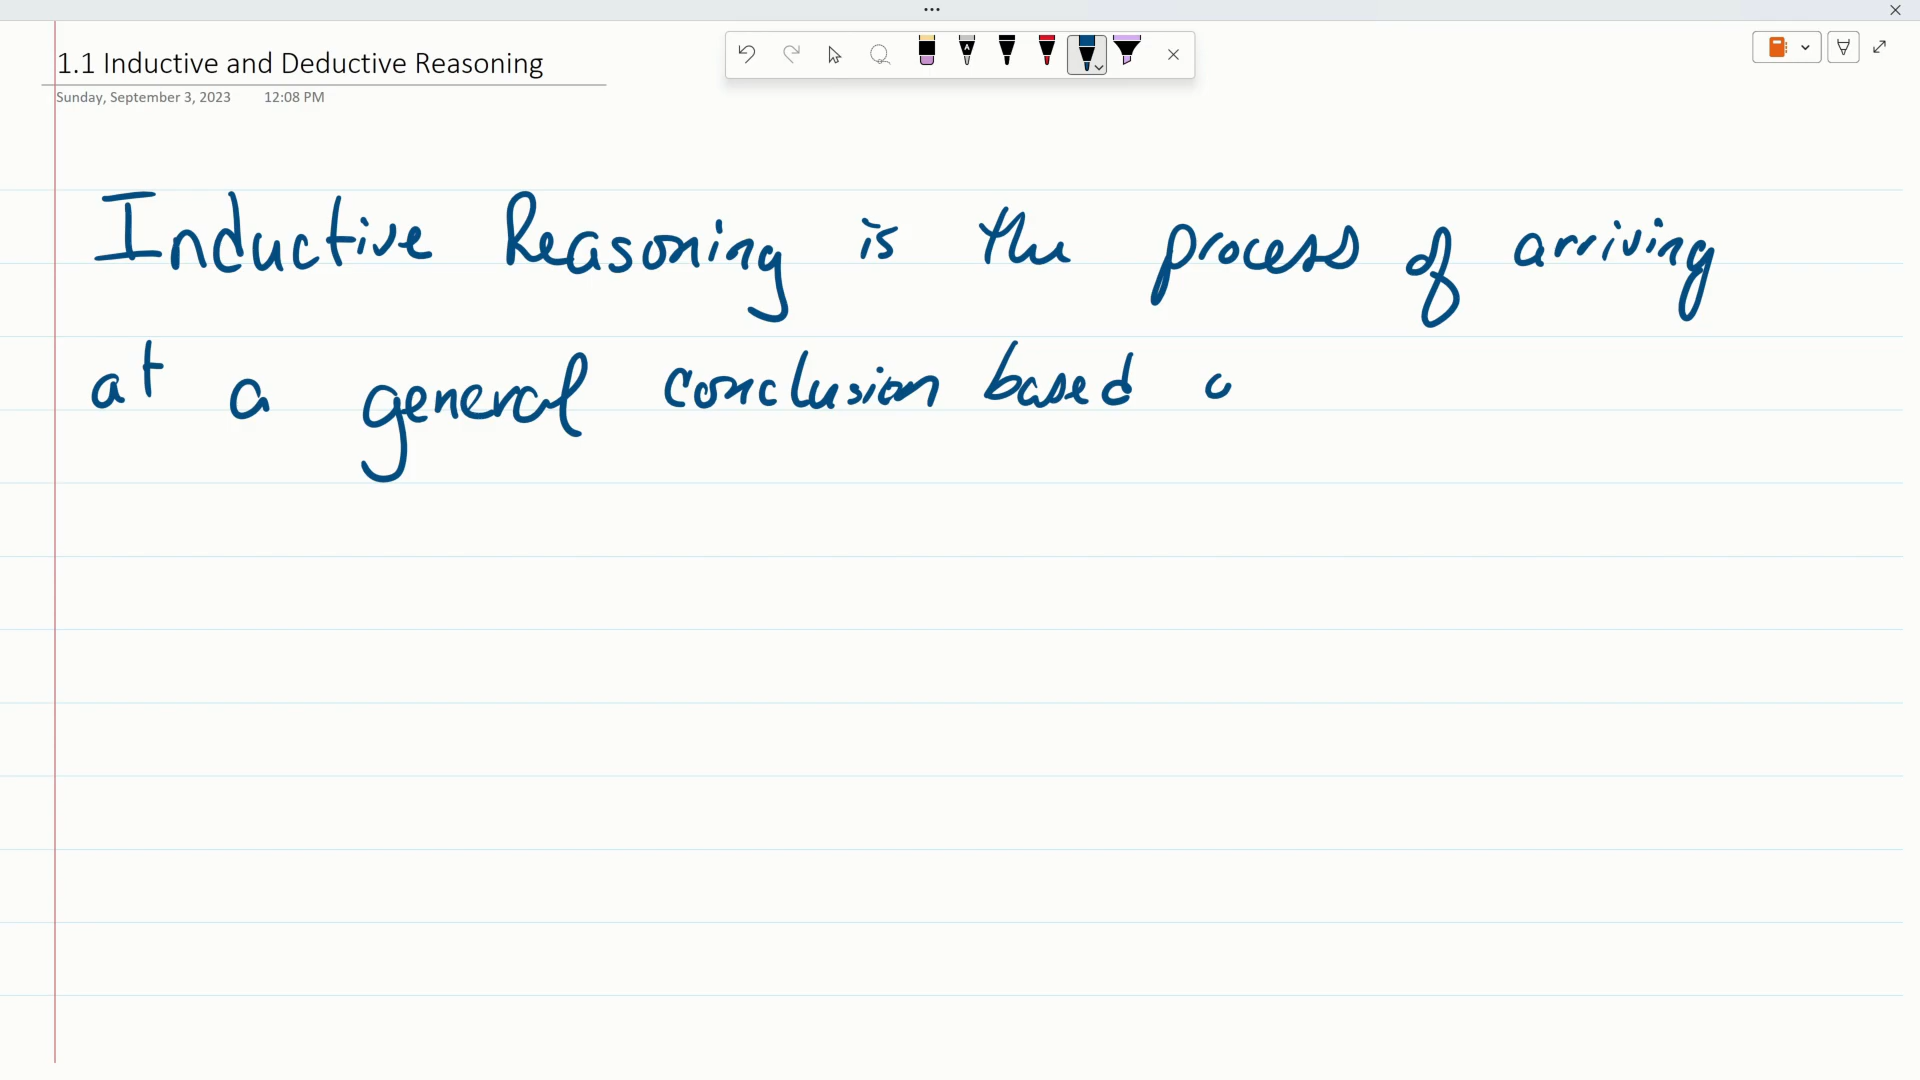 1.1 Inductive and Deductive Reasoning
Sunday, September 3, 2023 12:08 PM
Inductive Reasoning is the process of arriving
at a general conclusion based o